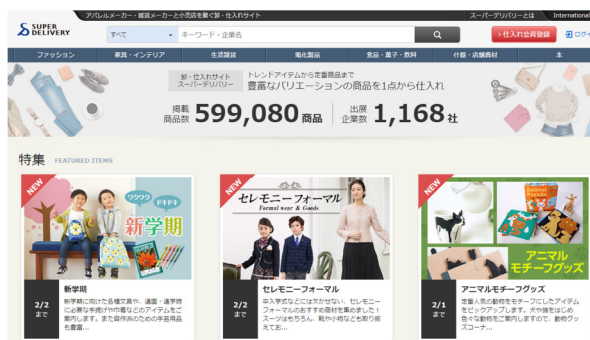 アパレルメーカー・雑貨メーカーと小売店を繋ぐ卸・仕入れサイト
スーパーデリバリーとは
International
SUPER
DELIVERY
すべて
キーワード・企業名
仕入れ会員登録
ログイ
ファッション
家具・インテリア
生活雑貨
電化製品
食品・菓子・飲料
什器・店舗資材
本
卸・仕入れサイト
スーパーデリバリー
トレンドアイテムから定番商品まで
豊富なバリエーションの商品を1点から仕入れ
掲載
商品数
599,080 商品
出展
企業数
1,168 社
特集 FEATURED ITEMS
NEW
ワクワク
ドキドキ
新学期
2/2
まで
新学期
新学期に向けた各種文具や、通園・通学時
に必要な手提げや巾着などのアイテムをご
案内します。また自作派のための手芸用品
も豊富...
NEW
セレモニーフォーマル
Formal wear & Goods
2/2
まで
セレモニーフォーマル
卒入学式などには欠かせない、セレモニー
フォーマルのおすすめ商材を集めました!
スーツはもちろん、靴や小物なども取り揃
えてお...
NEW
Animal
アニマル
モチーフグッズ
2/1
まで
アニマルモチーフグッズ
定番人気の動物をモチーフにしたアイテム
をピックアップします。犬や猫をはじめ
色々な動物をご案内しますので、動物グッ
ズコーナ...